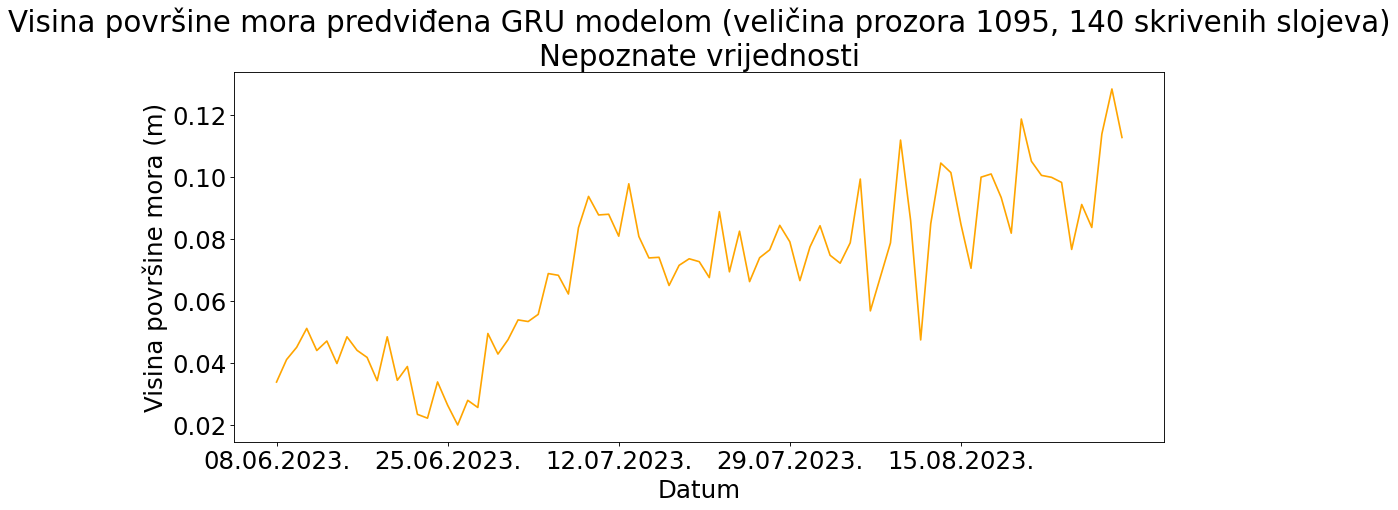 Visina površine mora predviđena GRU modelom (veličina prozora 1095, 140 skrivenih slojeva)
Nepoznate vrijednosti
Visina površine mora (m)
0.12
0.10
0.08
0.06
0.04
0.02
08.06.2023.
25.06.2023.
12.07.2023.
29.07.2023.
15.08.2023.
Datum